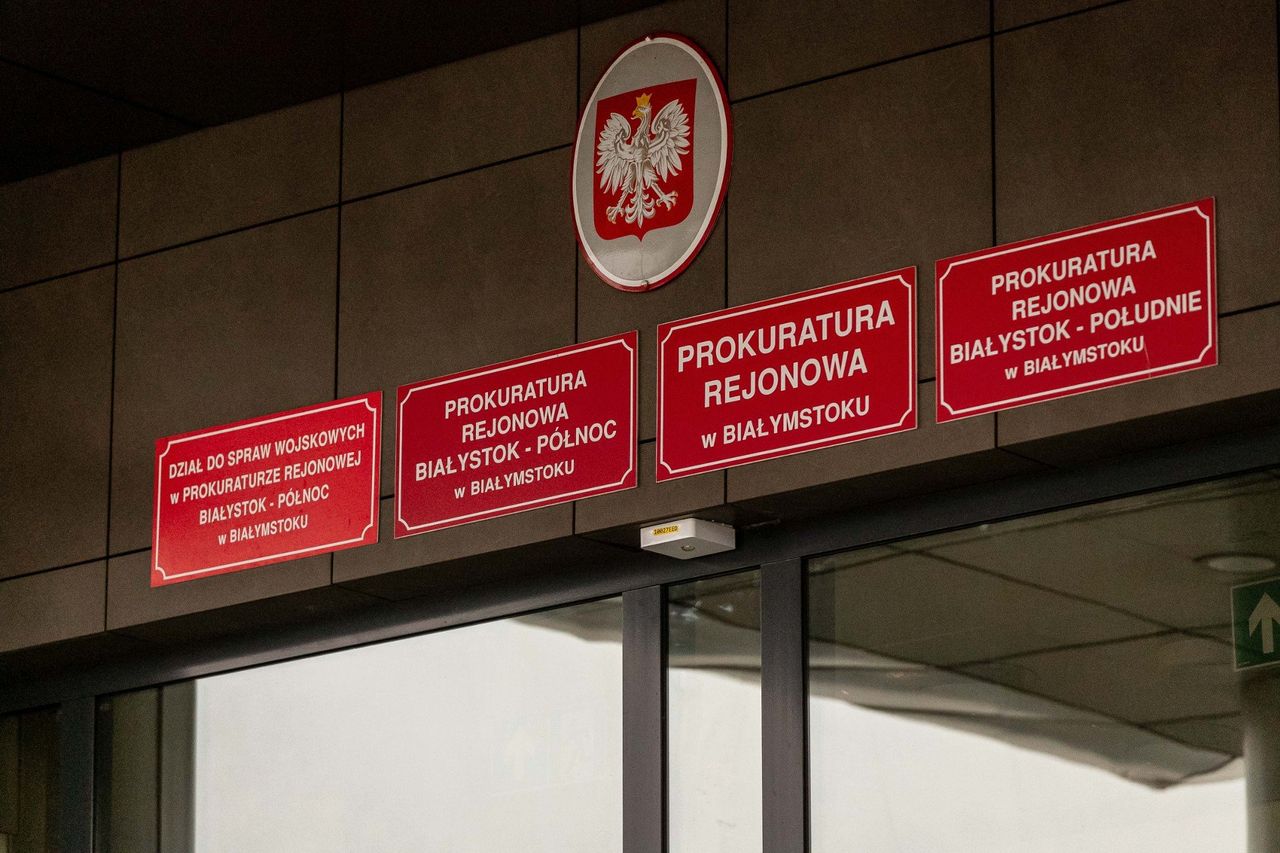 DZIAŁ DO SPRAW WOJSKOWYCH
w PROKURATURZE REJONOWEJ
BIAŁYSTOK - PÓŁNOC
w BIAŁYMSTOKU
PROKURATURA
REJONOWA
BIAŁYSTOK - PÓŁNOC
w BIAŁYMSTOKU
PROKURATURA
REJONOWA
w BIAŁYMSTOKU
PROKURATURA
REJONOWA
BIAŁYSTOK - POŁUDNIE
w BIAŁYMSTOKU